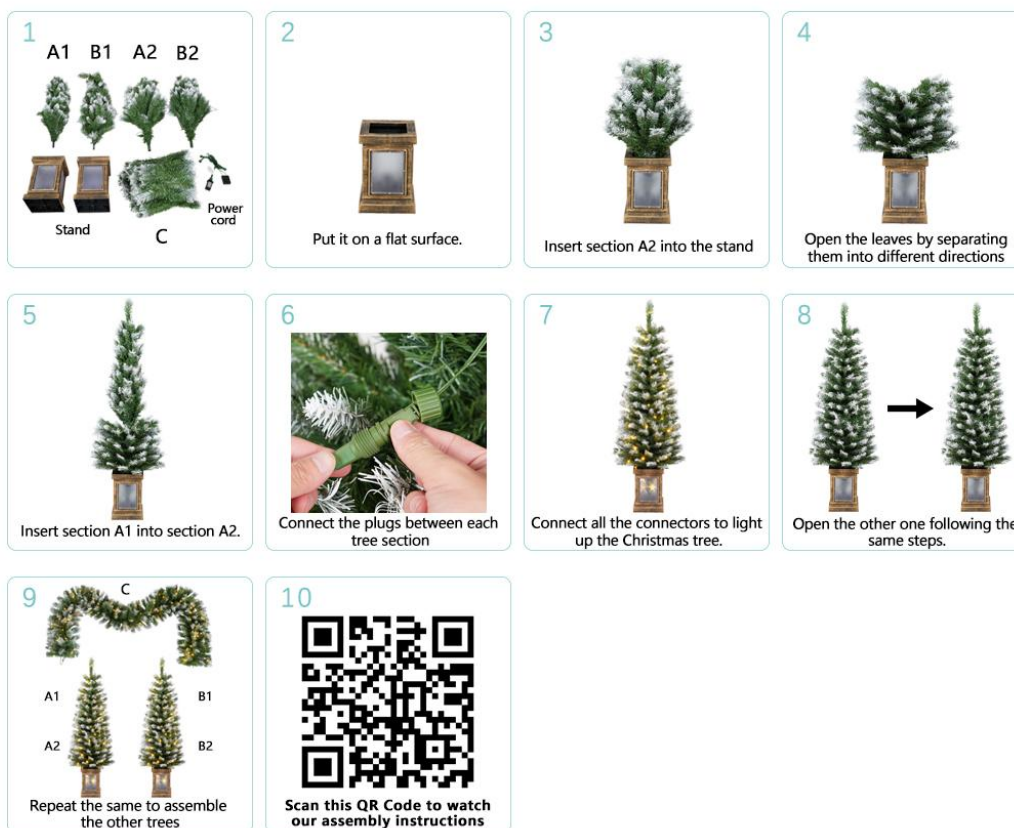 1
A1 B1 A2 B2
Stand
C
Power
cord
2
Put it on a flat surface.
3
Insert section A2 into the stand
4
Open the leaves by separating
them into different directions
5
Insert section A1 into section A2.
6
Connect the plugs between each
tree section
7
Connect all the connectors to light
up the Christmas tree.
8
Open the other one following the
same steps.
9
C
A1 B1
A2 B2
Repeat the same to assemble
the other trees
10
Scan this QR Code to watch
our assembly instructions